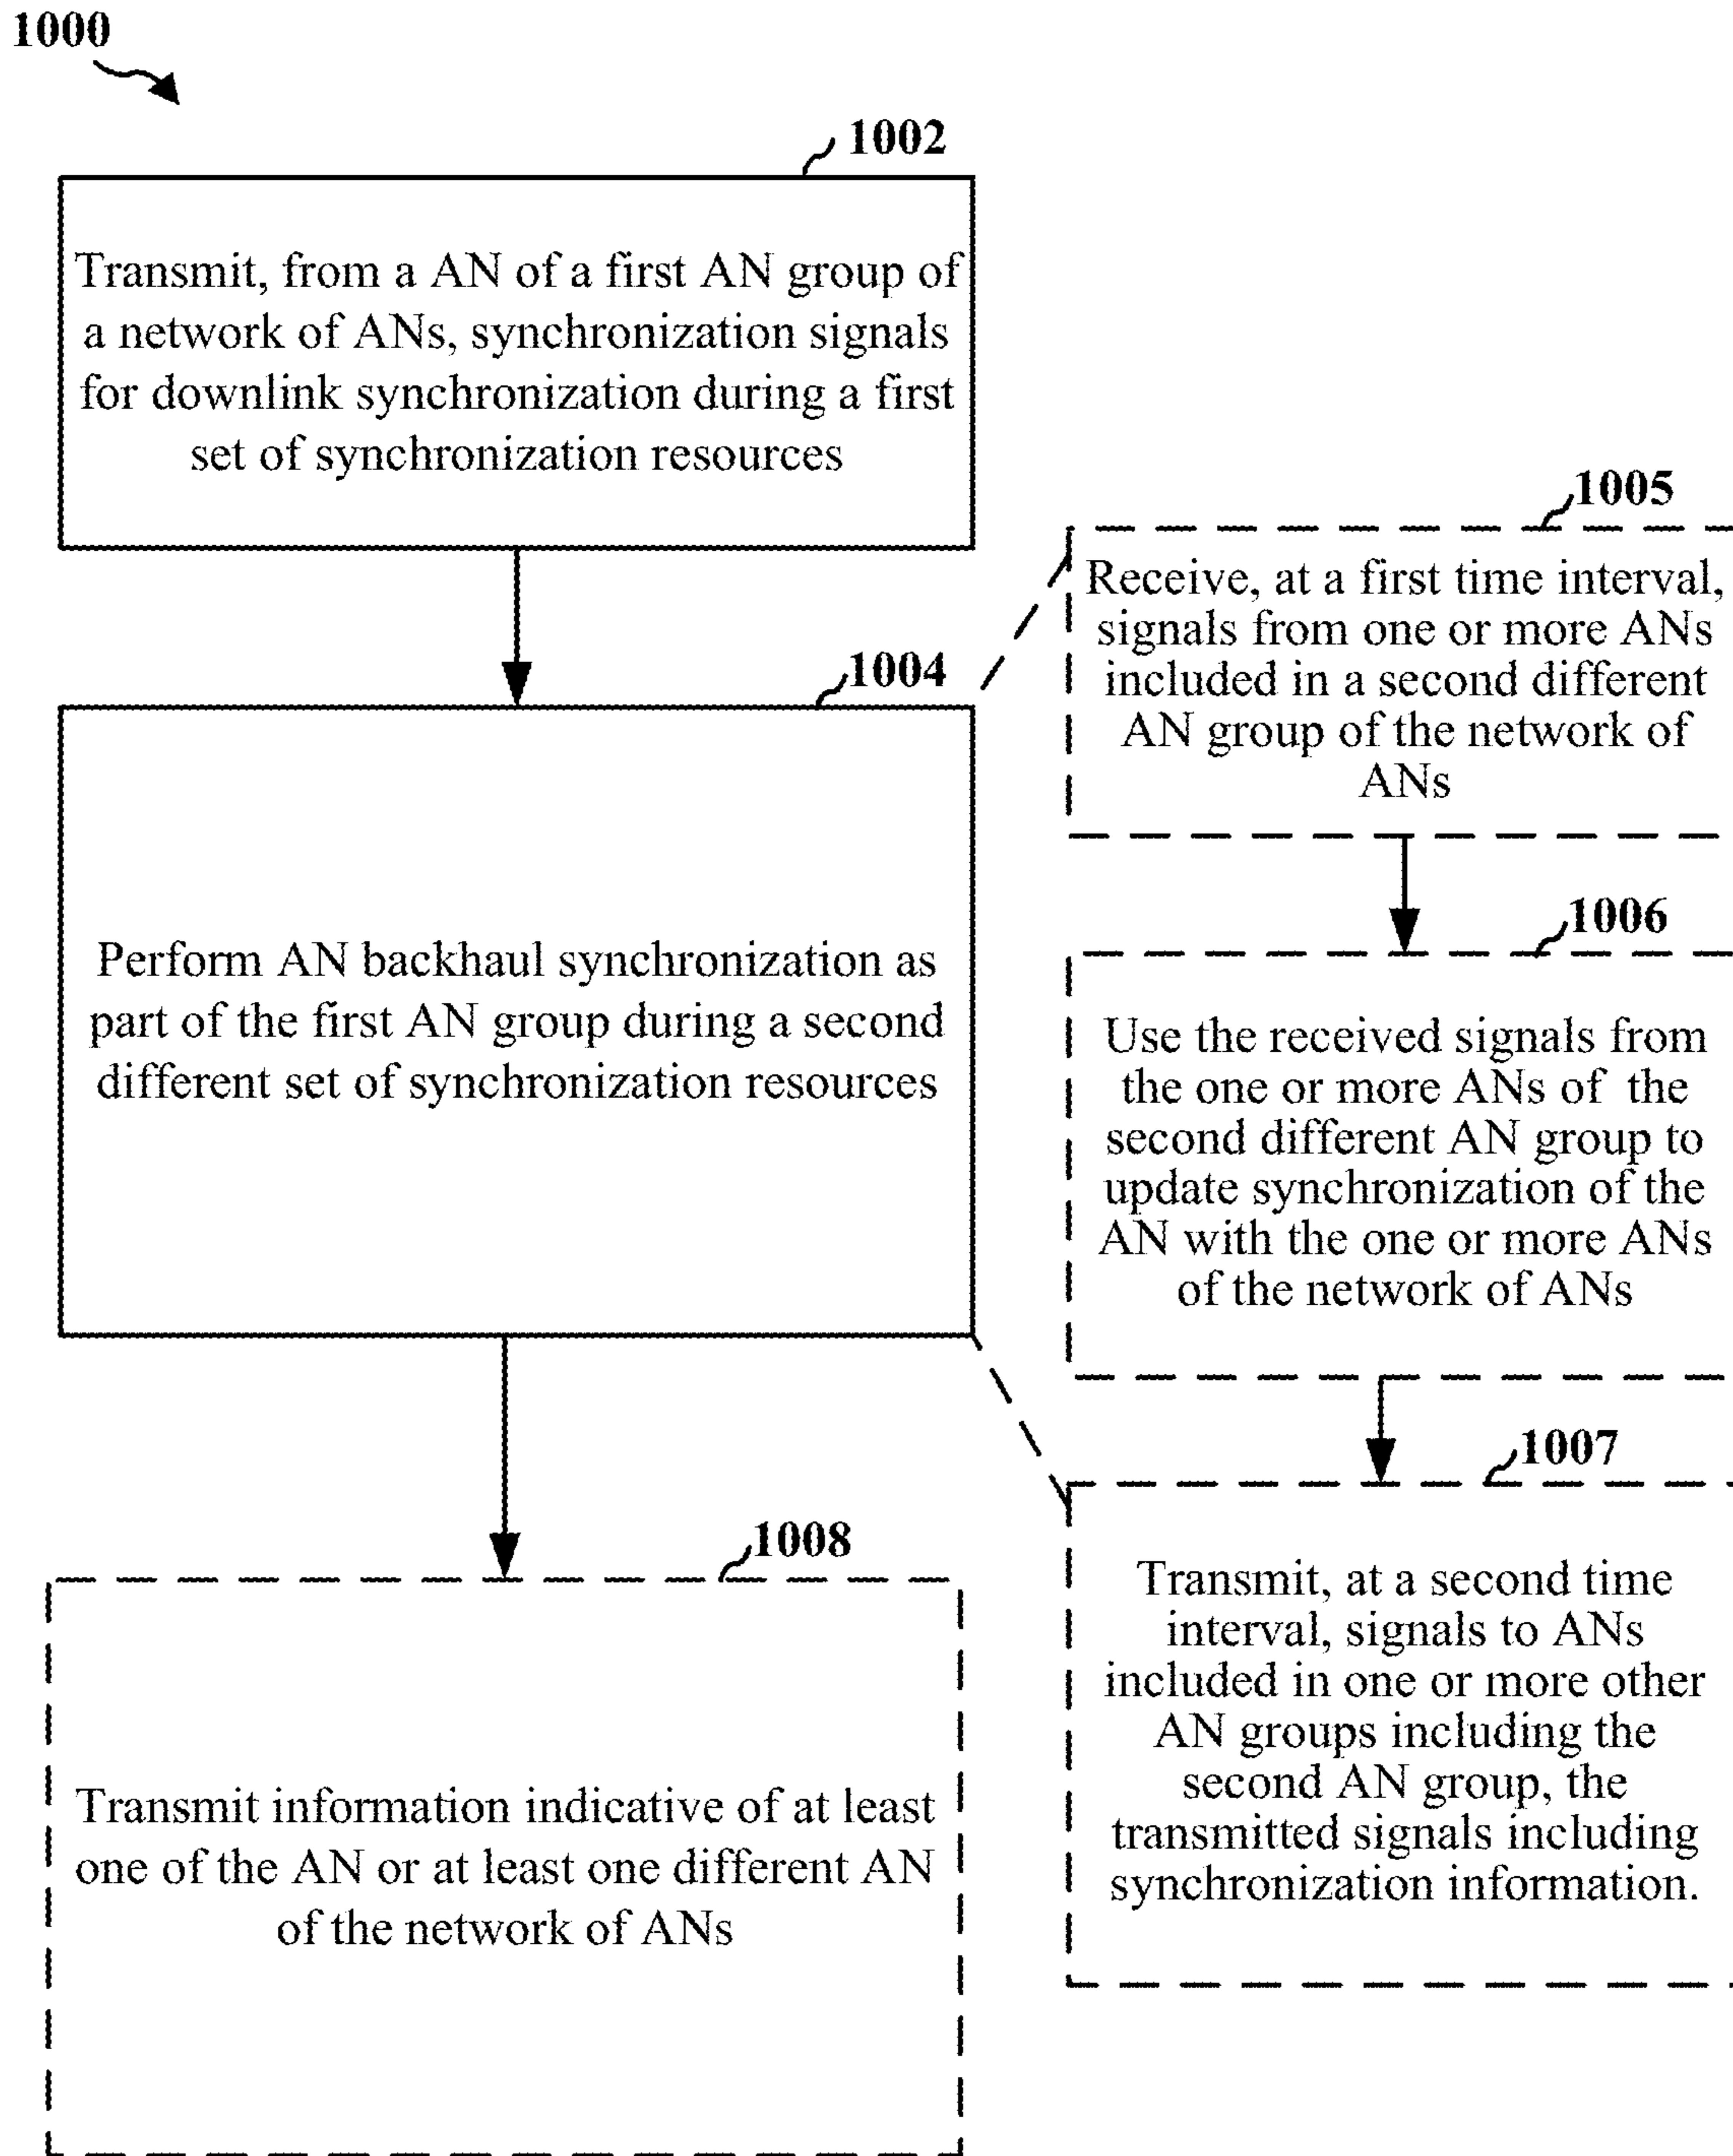 1000
1002
Transmit, from a AN of a first AN group of
a network of ANs, synchronization signals
for downlink synchronization during a first
set of synchronization resources
1004
Perform AN backhaul synchronization as
part of the first AN group during a second
different set of synchronization resources
1005
Receive, at a first time interval,
signals from one or more ANs
included in a second different
AN group of the network of
ANs
1006
Use the received signals from
the one or more ANs of the
second different AN group to
update synchronization of the
AN with the one or more ANs
of the network of ANs
1007
Transmit, at a second time
interval, signals to ANs
included in one or more other
AN groups including the
second AN group, the
transmitted signals including
synchronization information.
1008
Transmit information indicative of at least
one of the AN or at least one different AN
of the network of ANs